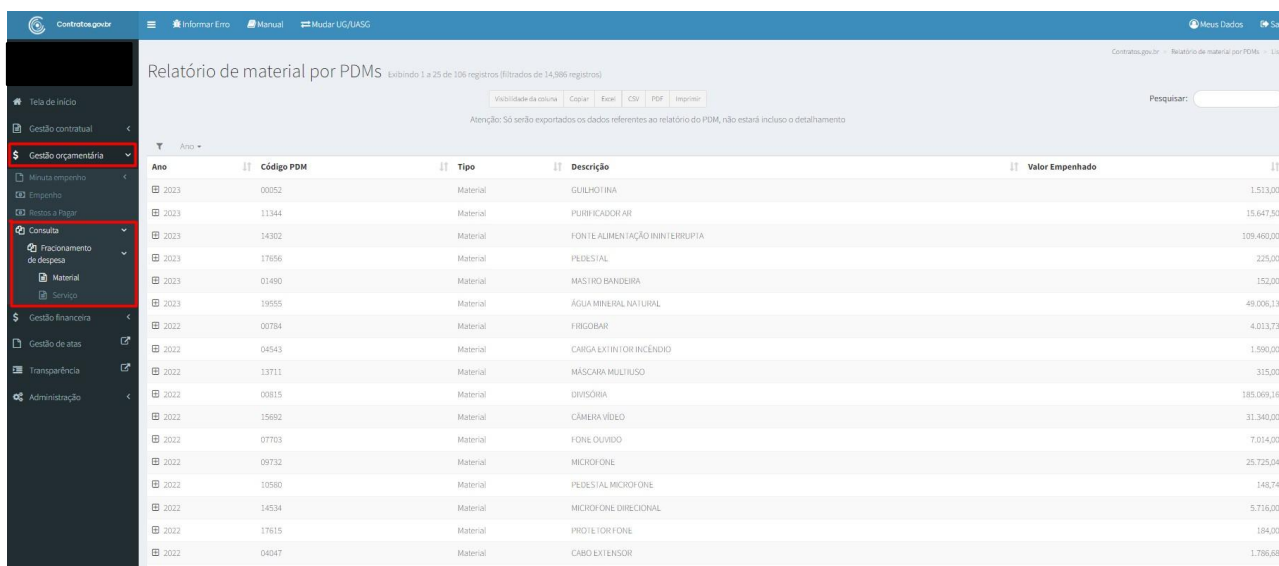 Contratos.govbr
Informar Erro Manual Mudar UG/UASG
Meus Dados Sa
Contratos.gov.br > Relatório de material por PDMs > Lis
Relatório de material por PDMs Exibindo 1 a 25 de 106 registros (filtrados de 14,986 registros)
Visibilidade da coluna Copiar Excel CSV PDF Imprimir
Pesquisar:
Atenção: Só serão exportados os dados referentes ao relatório do PDM, não estará incluso o detalhamento
Tela de início
Gestão contratual
Gestão orçamentária
Minuta empenho
Empenho
Restos a Pagar
Consulta
Fracionamento
de despesa
Material
Serviço
Gestão financeira
Gestão de atas
Transparência
Administração
Ano
Ano Código PDM Tipo Descrição Valor Empenhado
2023 00052 Material GUILHOTINA 1.513,00
2023 11344 Material PURIFICADOR AR 15.647,50
2023 14302 Material FONTE ALIMENTAÇÃO ININTERRUPTA 109.460,00
2023 17656 Material PEDESTAL 225,00
2023 01490 Material MASTRO BANDEIRA 152,00
2023 19555 Material ÁGUA MINERAL NATURAL 49.006,13
2022 00784 Material FRIGOBAR 4.013,73
2022 04543 Material CARGA EXTINTOR INCÊNDIO 1.590,00
2022 13711 Material MÁSCARA MULTIUSO 315,00
2022 00815 Material DIVISÓRIA 185.069,16
2022 15692 Material CÂMERA VÍDEO 31.340,00
2022 07703 Material FONE OUVIDO 7.014,00
2022 09732 Material MICROFONE 25.725,04
2022 10580 Material PEDESTAL MICROFONE 148,74
2022 14534 Material MICROFONE DIRECIONAL 5.716,00
2022 17615 Material PROTETOR FONE 184,00
2022 04047 Material CABO EXTENSOR 1.786,68